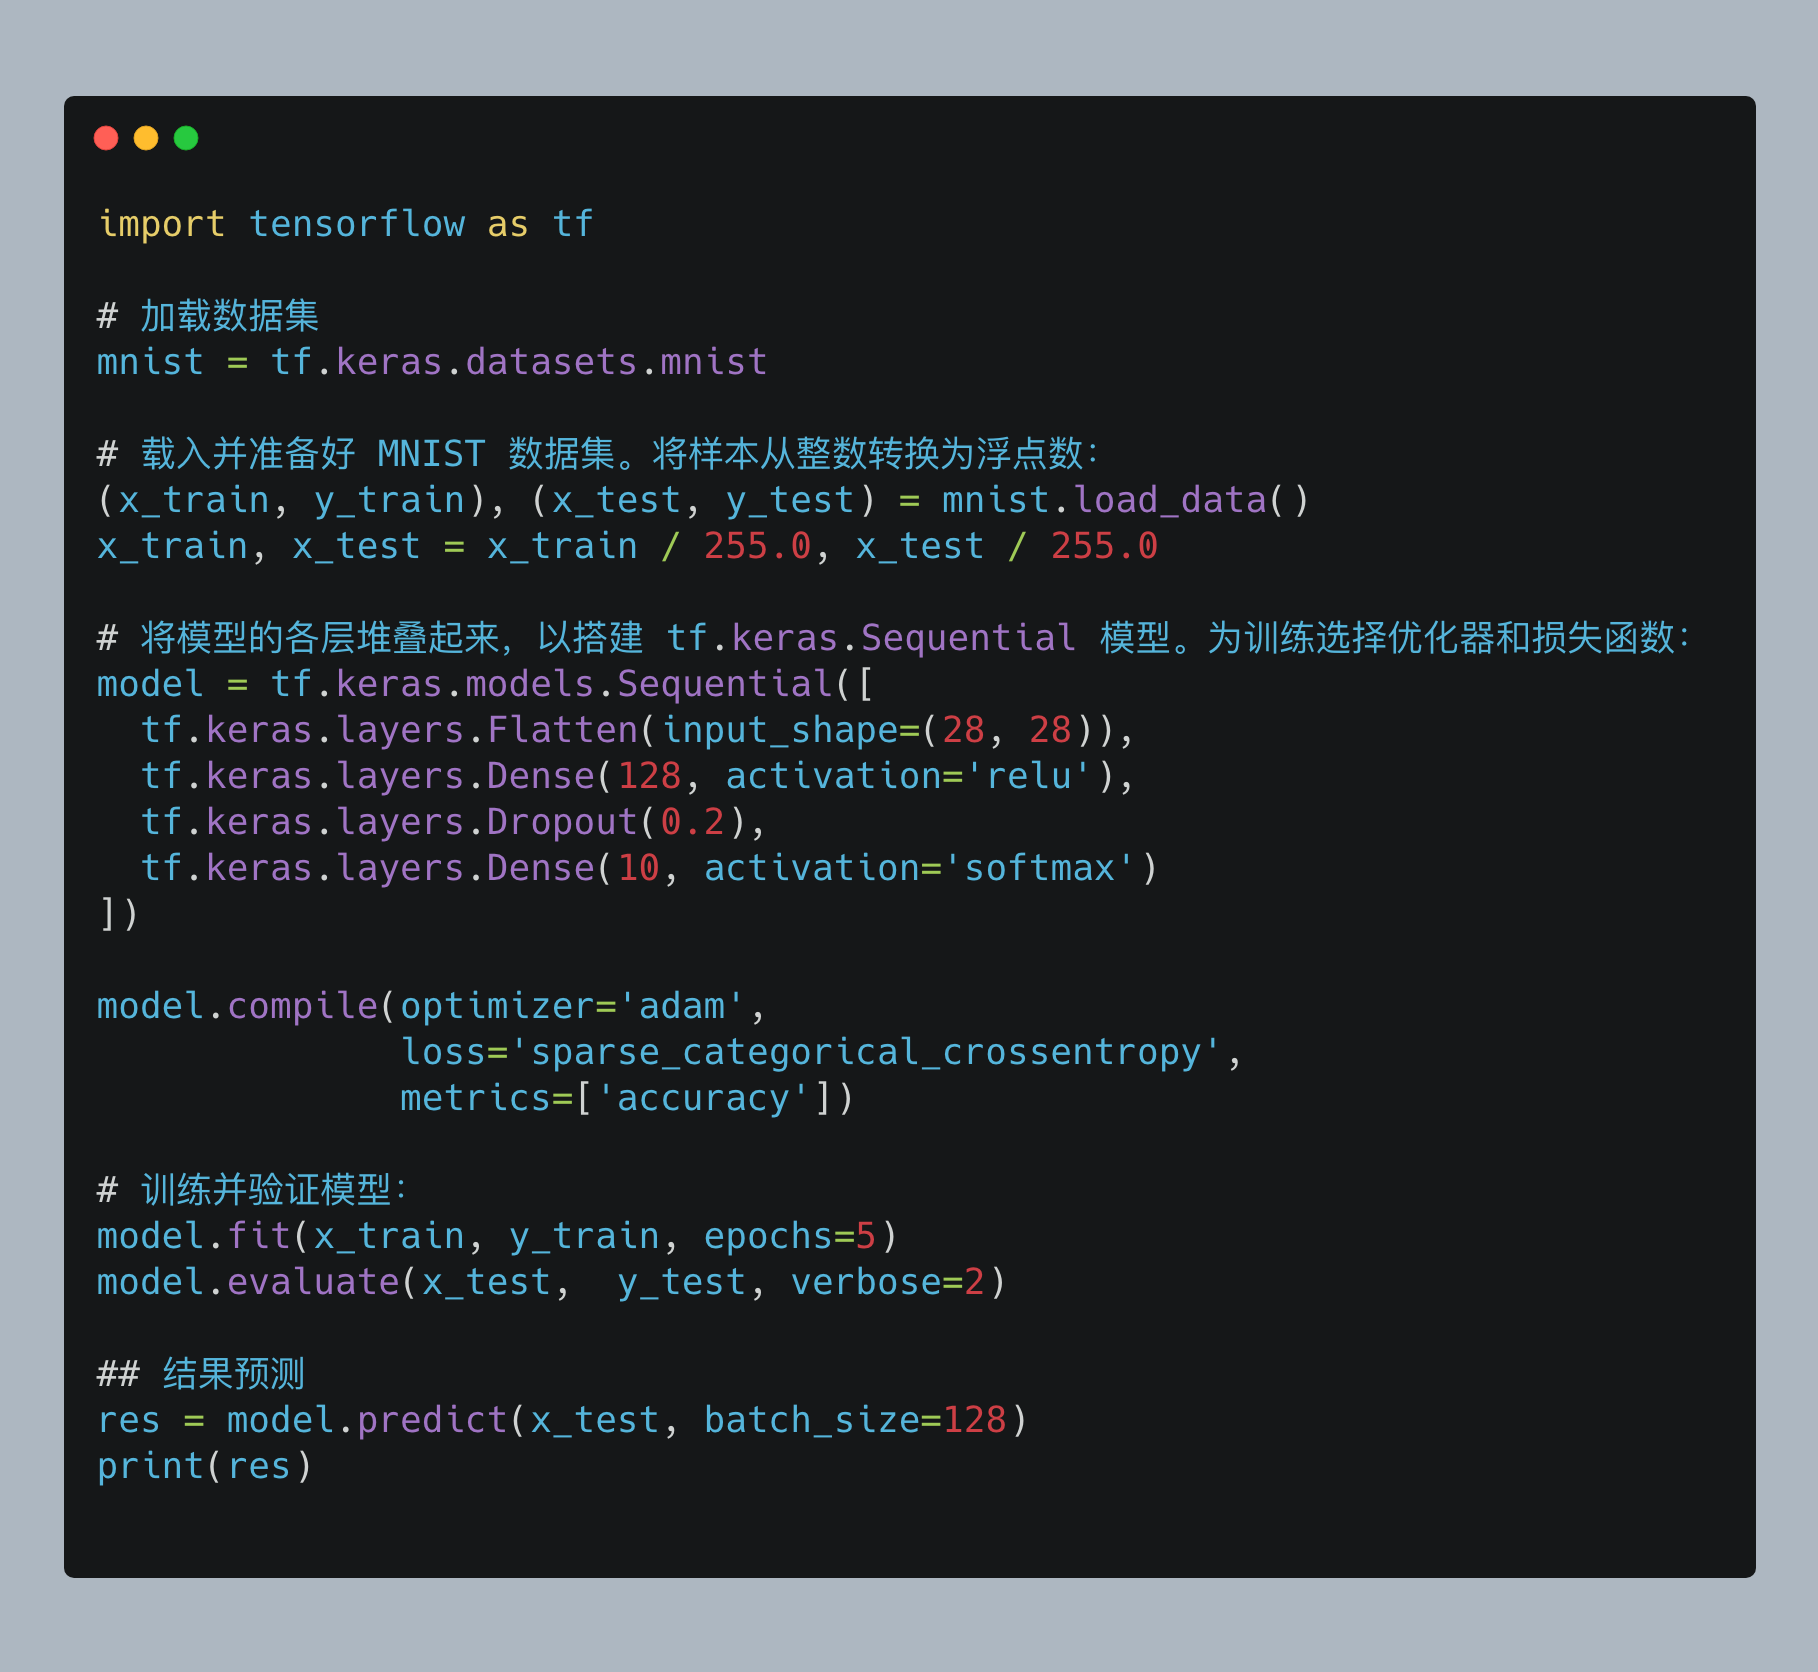 import tensorflow as tf
# 加载数据集
mnist = tf.keras.datasets.mnist
# 载入并准备好 MNIST 数据集。将样本从整数转换为浮点数：
(x_train, y_train), (x_test, y_test) = mnist.load_data()
x_train, x_test = x_train / 255.0, x_test / 255.0
# 将模型的各层堆叠起来，以搭建 tf.keras.Sequential 模型。为训练选择优化器和损失函数：
model = tf.keras.models.Sequential([
  tf.keras.layers.Flatten(input_shape=(28, 28)),
  tf.keras.layers.Dense(128, activation='relu'),
  tf.keras.layers.Dropout(0.2),
  tf.keras.layers.Dense(10, activation='softmax')
])
model.compile(optimizer='adam',
              loss='sparse_categorical_crossentropy',
              metrics=['accuracy'])
# 训练并验证模型：
model.fit(x_train, y_train, epochs=5)
model.evaluate(x_test,  y_test, verbose=2)
## 结果预测
res = model.predict(x_test, batch_size=128)
print(res)